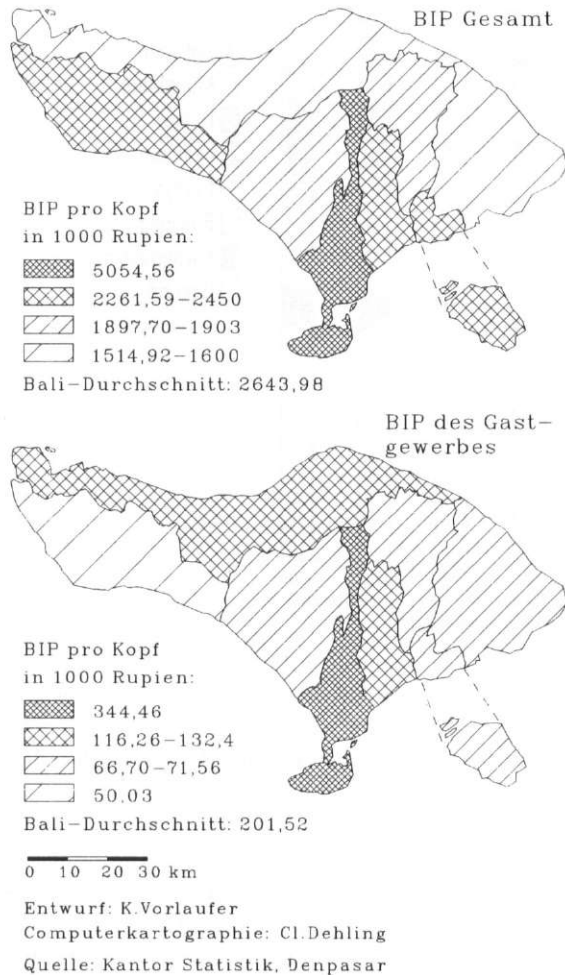 BIP Gesamt
BIP pro Kopf
in 1000 Rupien:
5054,56
2261,59-2450
1897,70-1903
1514,92-1600
Bali-Durchschnitt: 2643,98
BIP des Gast-
gewerbes
BIP pro Kopf
in 1000 Rupien:
344,46
116,26-132,4
66,70-71,56
50,03
Bali-Durchschnitt: 201,52
0 10 20 30 km
Entwurf: K.Vorlaufer
Computerkartographie: Cl.Dehling
Quelle: Kantor Statistik, Denpasar